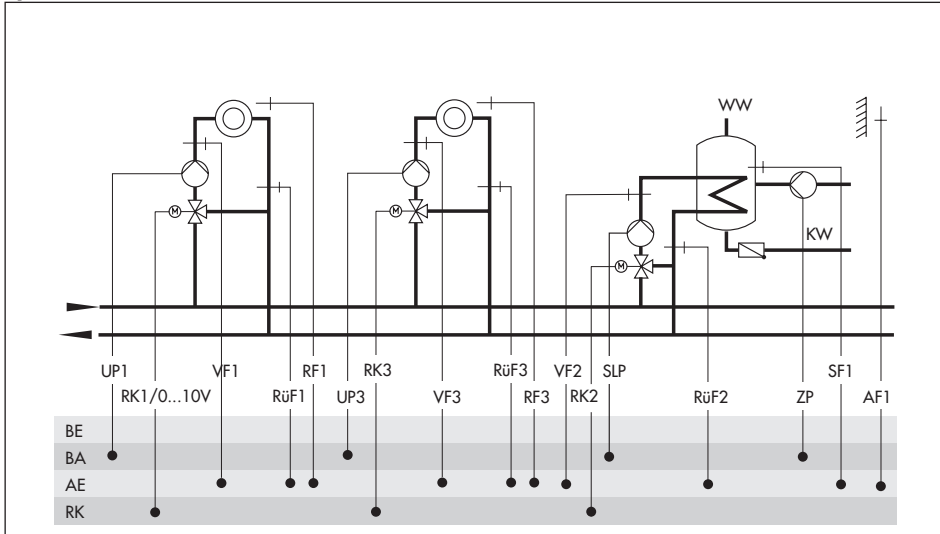 WW
M
M
M
KW
UP1 VF1 RF1 RK3 RüF3 VF2 SLP SF1
RK1/0...10V RüF1 UP3 VF3 RF3 RK2 RüF2 ZP AF1
BE
BA
AE
RK